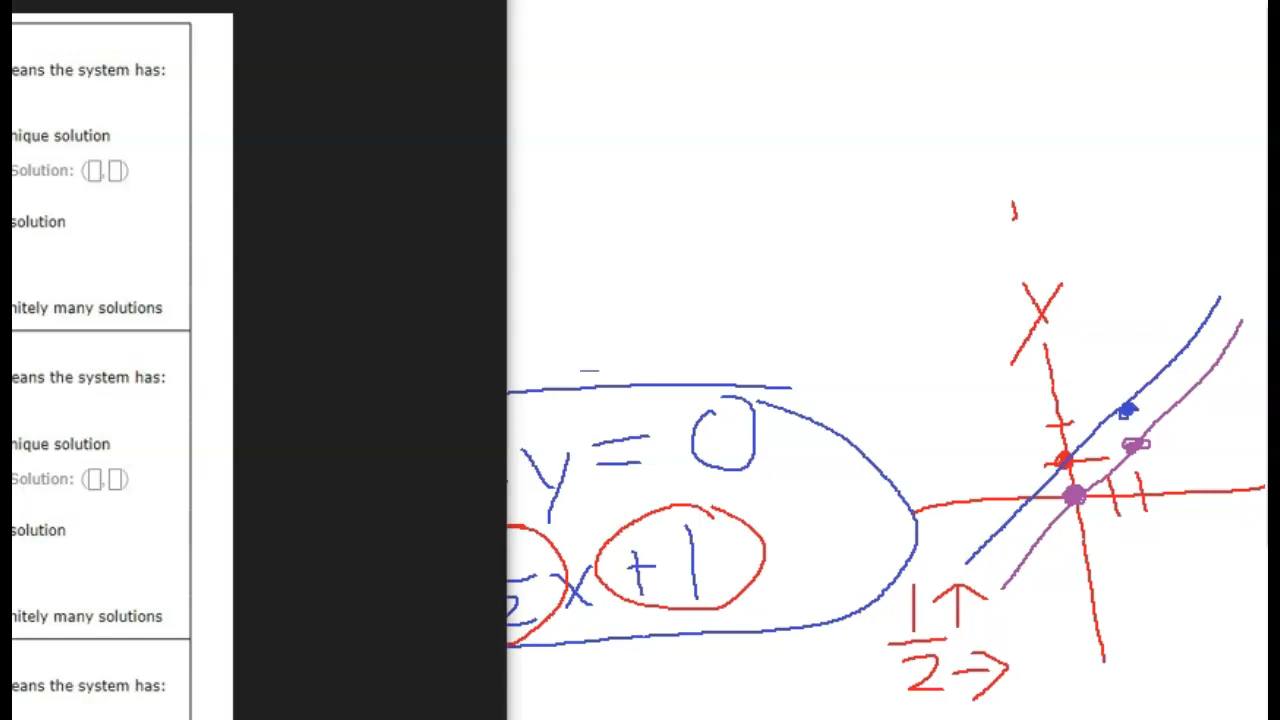 eans the system has:
nique solution
Solution: (▯,▯)
solution
nitely many solutions
eans the system has:
nique solution
Solution: (▯,▯)
solution
nitely many solutions
eans the system has:
y = 0
x + 1
1 ↑
2 →